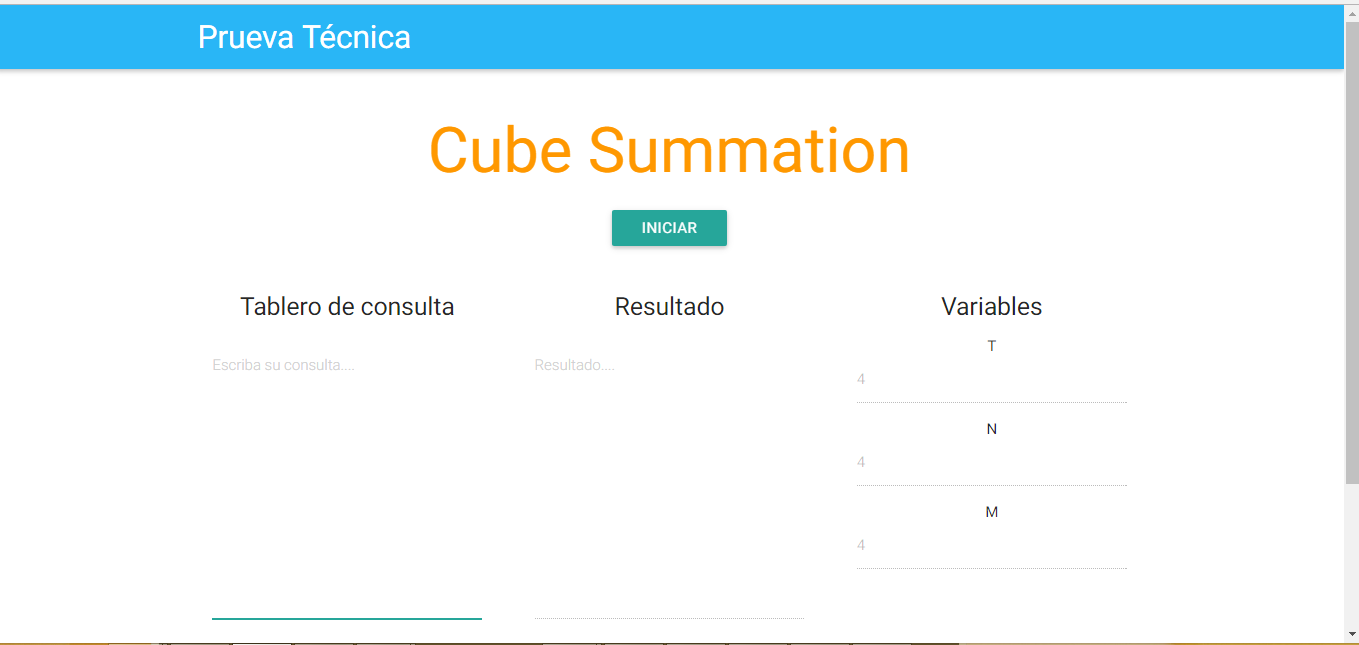 Prueva Técnica
Cube Summation
INICIAR
Tablero de consulta
Escriba su consulta....
Resultado
Resultado....
Variables
T
4
N
4
M
4